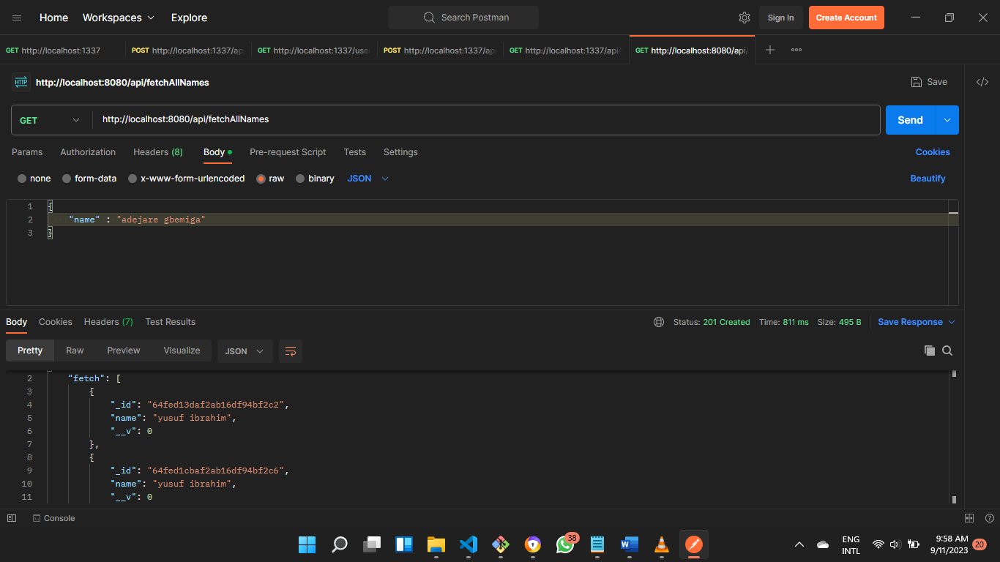 Home Workspaces Explore Search Postman Sign In Create Account
GET http://localhost:1337 POST http://localhost:1337/ap GET http://localhost:1337/use POST http://localhost:1337/ap GET http://localhost:1337/api/ GET http://localhost:8080/api/
HTTP http://localhost:8080/api/fetchAllNames Save
GET http://localhost:8080/api/fetchAllNames Send
Params Authorization Headers (8) Body Pre-request Script Tests Settings Cookies
none form-data x-www-form-urlencoded raw binary JSON Beautify
1 {
2 "name" : "adejare gbemiga"
3 }
Body Cookies Headers (7) Test Results Status: 201 Created Time: 811 ms Size: 495 B Save Response
Pretty Raw Preview Visualize JSON
2 "fetch": [
3 {
4 "_id": "64fed13daf2ab16df94bf2c2",
5 "name": "yusuf ibrahim",
6 "__v": 0
7 },
8 {
9 "_id": "64fed1cbaf2ab16df94bf2c6",
10 "name": "yusuf ibrahim",
11 "__v": 0
Console
38
ENG 9:58 AM
INTL 9/11/2023 20